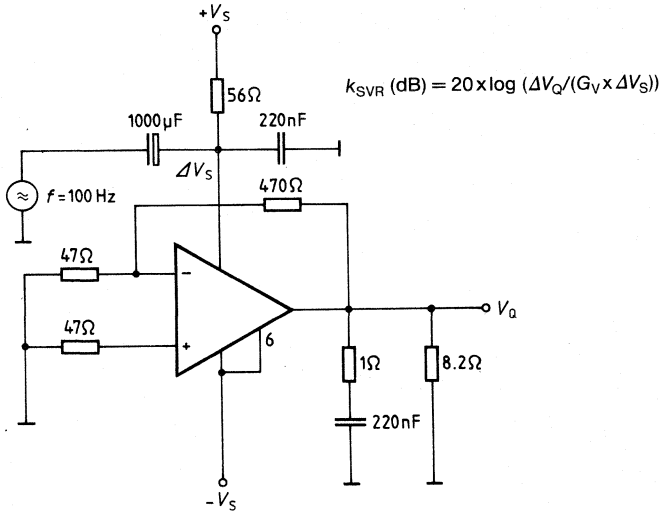 +V_S
56Ω
k_SVR (dB) = 20 x log (ΔV_Q/(G_V x ΔV_S))
1000µF
220nF
ΔV_S
f = 100 Hz
470Ω
47Ω
−
47Ω
+
6
V_Q
1Ω
8.2Ω
220nF
−V_S